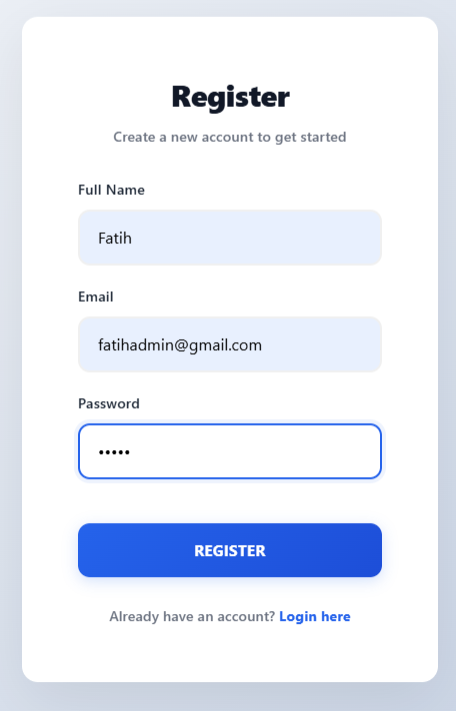 Register
Create a new account to get started
Full Name
Fatih
Email
fatihadmin@gmail.com
Password
•••••
REGISTER
Already have an account? Login here